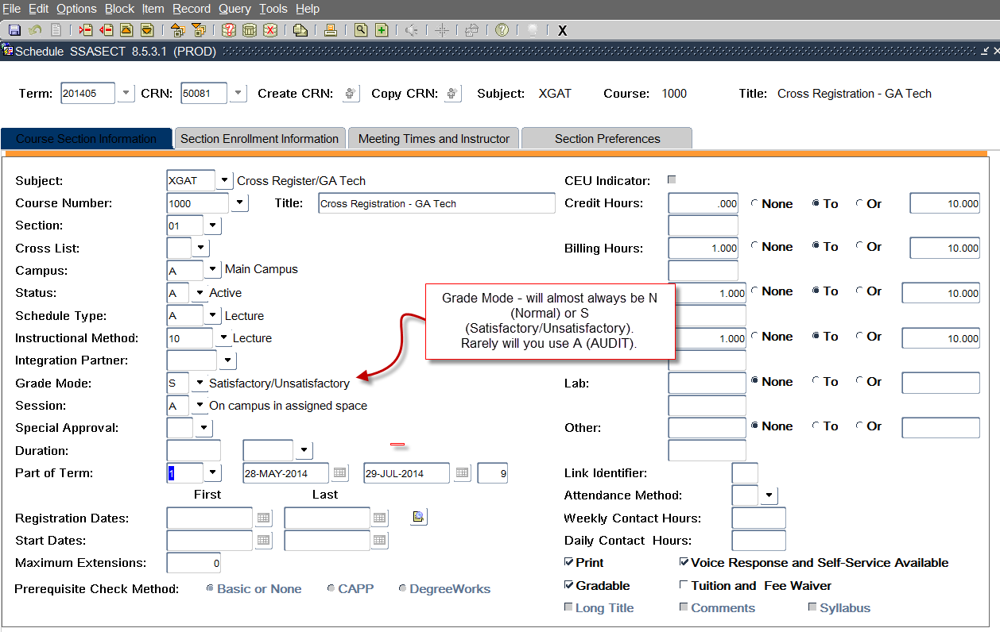 File Edit Options Block Item Record Query Tools Help
X
Schedule SSASECT 8.5.3.1 (PROD)
Term: 201405 CRN: 50081 Create CRN: Copy CRN: Subject: XGAT Course: 1000 Title: Cross Registration - GA Tech
Course Section Information Section Enrollment Information Meeting Times and Instructor Section Preferences
Subject: XGAT Cross Register/GA Tech CEU Indicator:
Course Number: 1000 Title: Cross Registration - GA Tech Credit Hours: .000 None To Or 10.000
Section: 01
Cross List: Billing Hours: 1.000 None To Or 10.000
Campus: A Main Campus
Status: A Active 1.000 None To Or 10.000
Grade Mode - will almost always be N
(Normal) or S
(Satisfactory/Unsatisfactory).
Rarely will you use A (AUDIT).
Schedule Type: A Lecture
Instructional Method: 10 Lecture 1.000 None To Or 10.000
Integration Partner:
Grade Mode: S Satisfactory/Unsatisfactory Lab: None To Or
Session: A On campus in assigned space
Special Approval: Other: None To Or
Duration:
Part of Term: 1 28-MAY-2014 29-JUL-2014 9 Link Identifier:
First Last Attendance Method:
Registration Dates: Weekly Contact Hours:
Start Dates: Daily Contact Hours:
Maximum Extensions: 0 Print Voice Response and Self-Service Available
Prerequisite Check Method: Basic or None CAPP DegreeWorks Gradable Tuition and Fee Waiver
Long Title Comments Syllabus